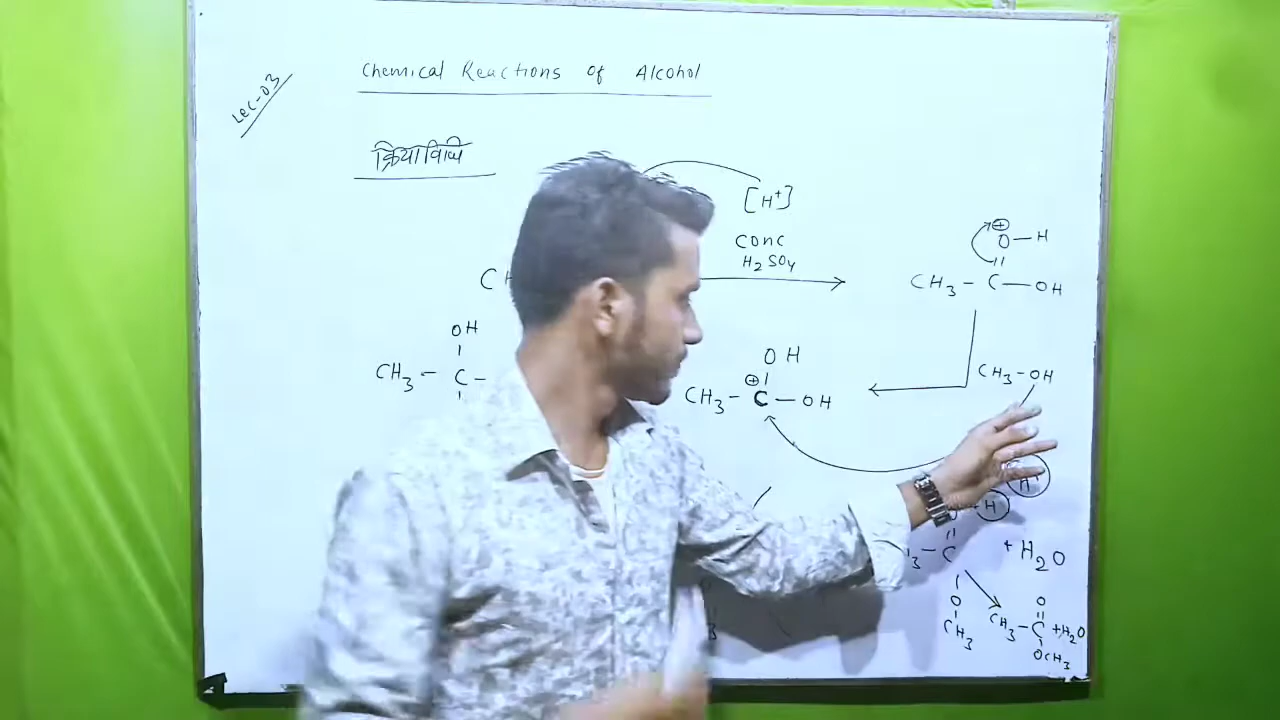 Lec-03
Chemical Reactions of Alcohol
क्रियाविधि
[H⁺]
Conc
H₂SO₄
⊕
O—H
CH₃—C—OH
OH
CH₃—C—
⊕
OH
CH₃—C—OH
CH₃—OH
H⁺
H
C
+H₂O
O
CH₃
O
CH₃—C+H₂O
OCH₃